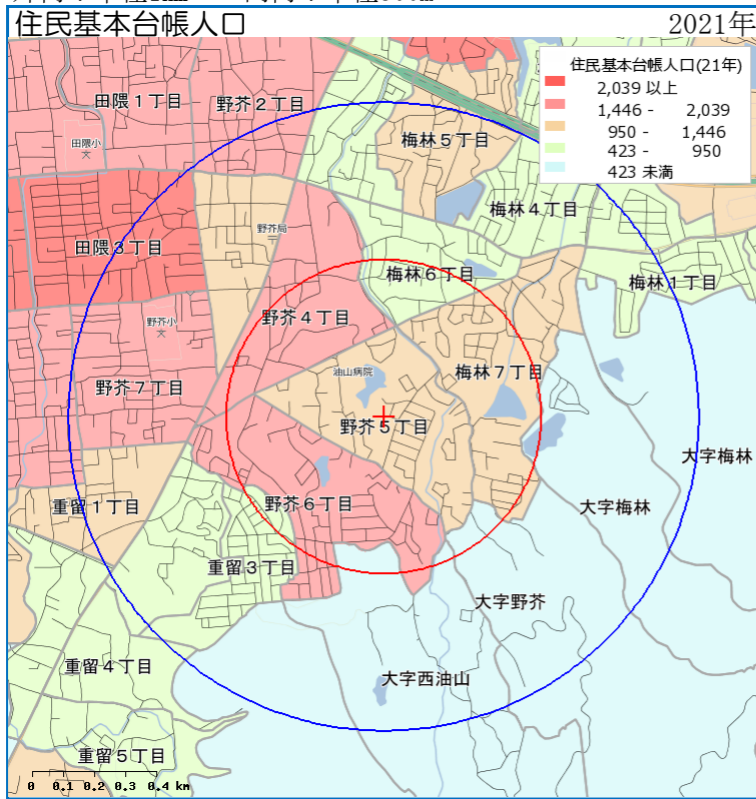 住民基本台帳人口
2021年
住民基本台帳人口(21年)
2,039 以上
1,446 - 2,039
950 - 1,446
423 - 950
423 未満
田隈1丁目
野芥2丁目
田隈小
梅林5丁目
梅林4丁目
野芥局
田隈3丁目
梅林6丁目
梅林1丁目
野芥小
野芥4丁目
油山病院
梅林7丁目
野芥7丁目
野芥5丁目
大字梅林
重留1丁目
野芥6丁目
大字梅林
重留3丁目
大字野芥
重留4丁目
大字西油山
重留5丁目
0 0.1 0.2 0.3 0.4 km